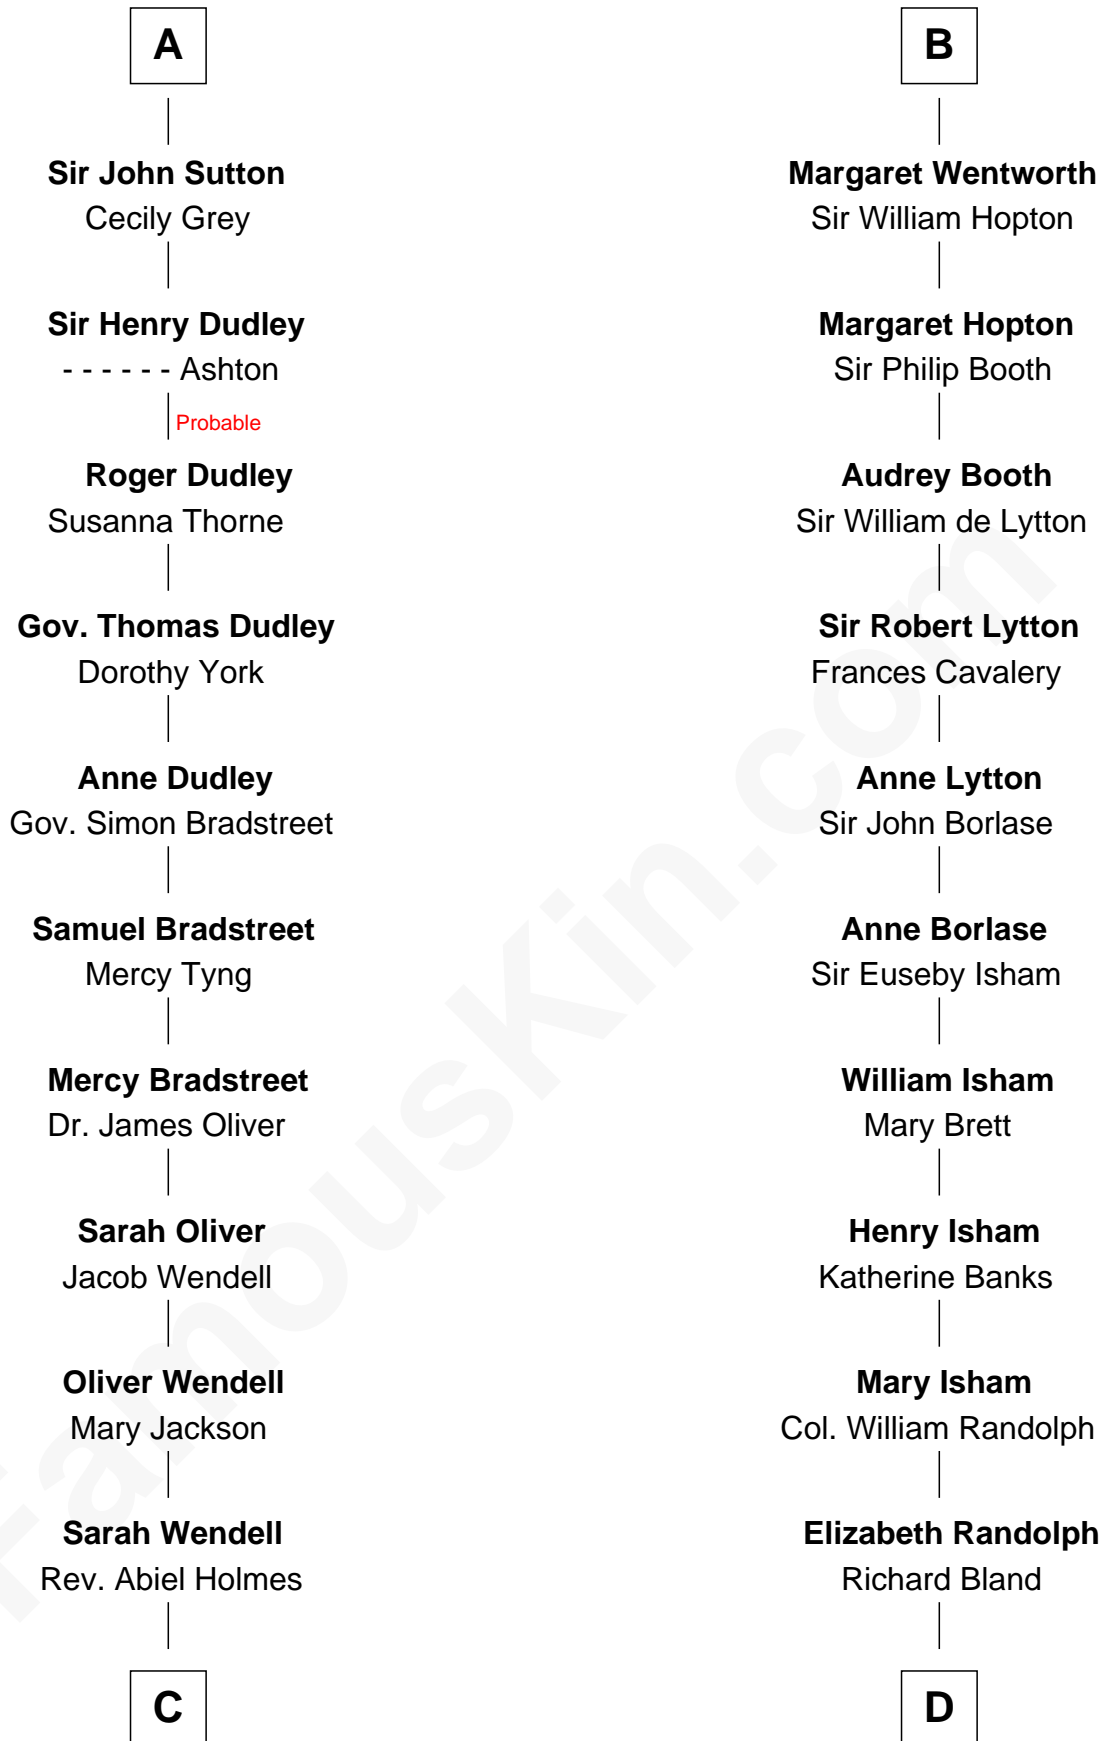 A
Sir John Sutton
Cecily Grey
Sir Henry Dudley
- - - - - - Ashton
Probable
Roger Dudley
Susanna Thorne
Gov. Thomas Dudley
Dorothy York
Anne Dudley
Gov. Simon Bradstreet
Samuel Bradstreet
Mercy Tyng
Mercy Bradstreet
Dr. James Oliver
Sarah Oliver
Jacob Wendell
Oliver Wendell
Mary Jackson
Sarah Wendell
Rev. Abiel Holmes
C
B
Margaret Wentworth
Sir William Hopton
Margaret Hopton
Sir Philip Booth
Audrey Booth
Sir William de Lytton
Sir Robert Lytton
Frances Cavalery
Anne Lytton
Sir John Borlase
Anne Borlase
Sir Euseby Isham
William Isham
Mary Brett
Henry Isham
Katherine Banks
Mary Isham
Col. William Randolph
Elizabeth Randolph
Richard Bland
D
FamousKin.com